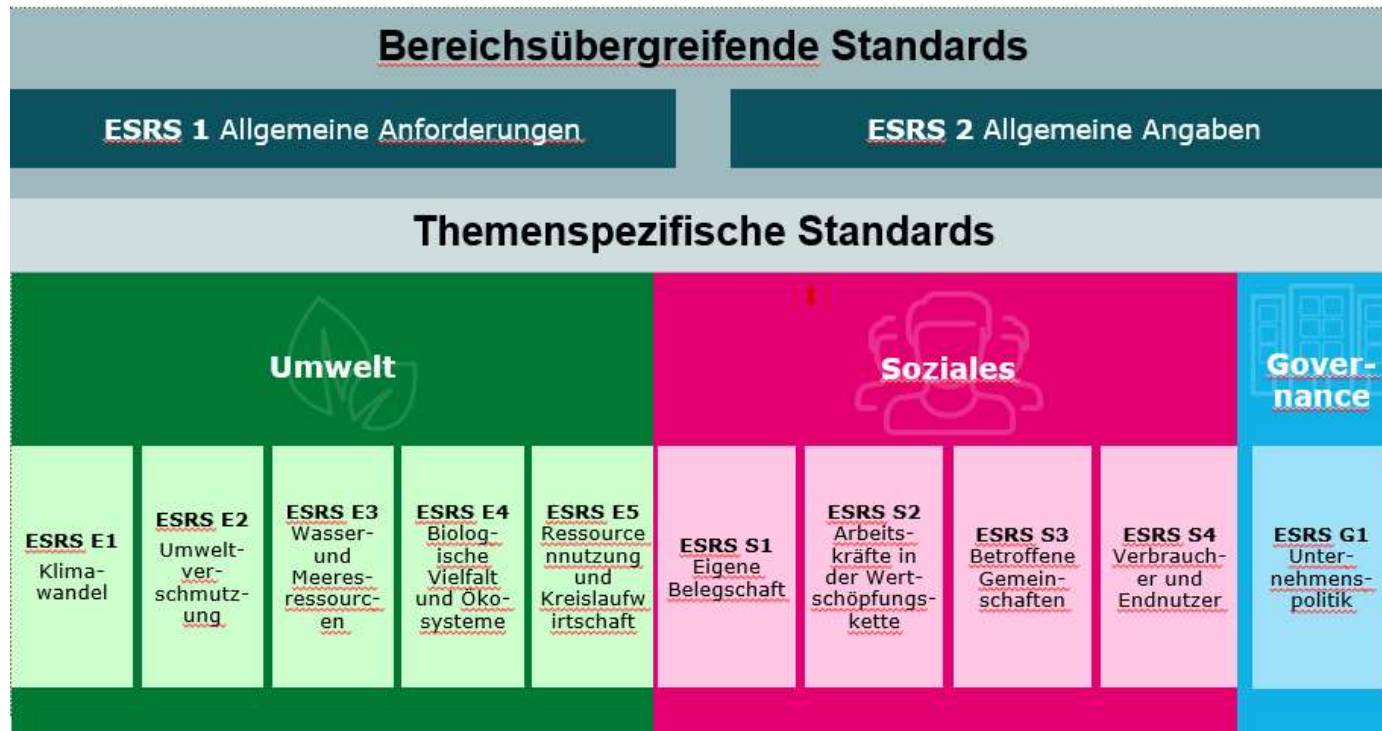 Bereichsübergreifende Standards
ESRS 1 Allgemeine Anforderungen
ESRS 2 Allgemeine Angaben
Themenspezifische Standards
Umwelt
Soziales
Gover-
nance
ESRS E1
Klima-
wandel
ESRS E2
Umwelt-
ver-
schmutz-
ung
ESRS E3
Wasser-
und
Meeres-
ressourc-
en
ESRS E4
Biolog-
ische
Vielfalt
und Öko-
systeme
ESRS E5
Ressource
nnutzung
und
Kreislaufw
irtschaft
ESRS S1
Eigene
Belegschaft
ESRS S2
Arbeits-
kräfte in
der Wert-
schöpfungs-
kette
ESRS S3
Betroffene
Gemein-
schaften
ESRS S4
Verbrauch-
er und
Endnutzer
ESRS G1
Unter-
nehmens-
politik